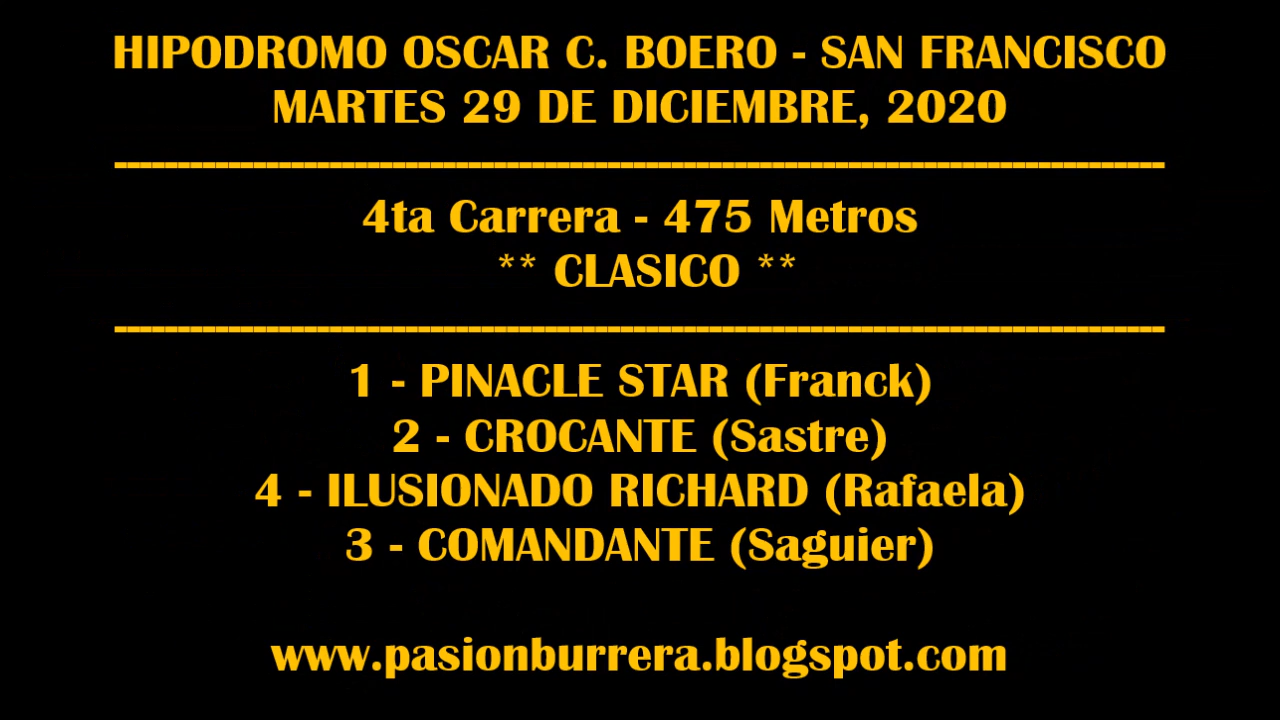 HIPODROMO OSCAR C. BOERO - SAN FRANCISCO
MARTES 29 DE DICIEMBRE, 2020
------------------------------------------------------------------------------------
4ta Carrera - 475 Metros
** CLASICO **
------------------------------------------------------------------------------------
1 - PINACLE STAR (Franck)
2 - CROCANTE (Sastre)
4 - ILUSIONADO RICHARD (Rafaela)
3 - COMANDANTE (Saguier)
www.pasionburrera.blogspot.com